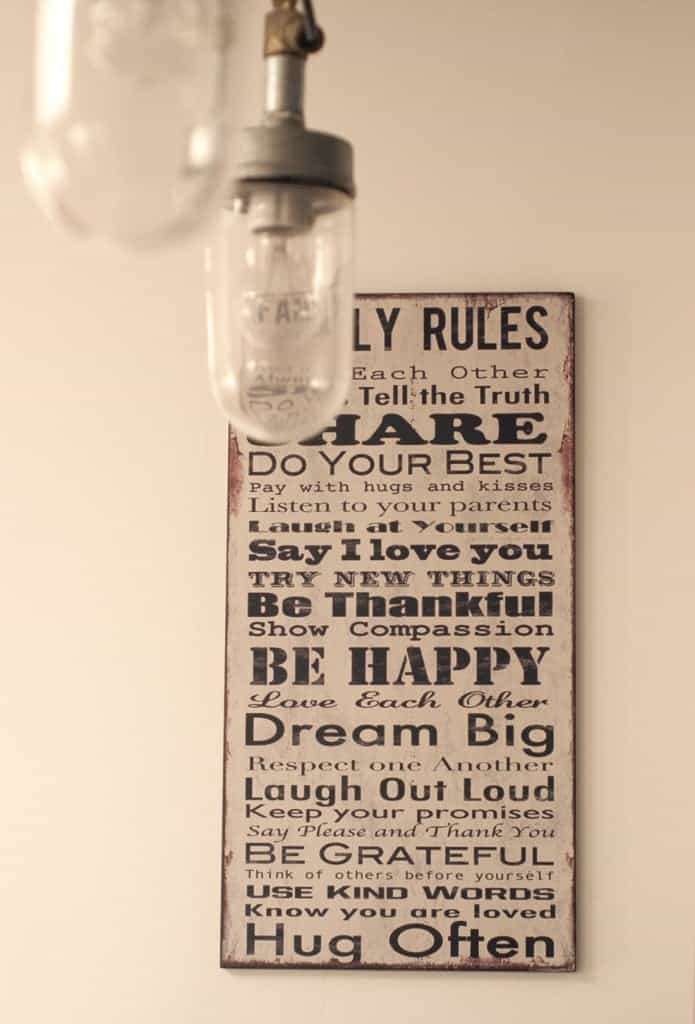 LY RULES
Each Other
Tell the Truth
SHARE
DO YOUR BEST
Pay with hugs and kisses
Listen to your parents
Laugh at Yourself
Say I love you
TRY NEW THINGS
Be Thankful
Show Compassion
BE HAPPY
Love Each Other
Dream Big
Respect one Another
Laugh Out Loud
Keep your promises
Say Please and Thank You
BE GRATEFUL
Think of others before yourself
USE KIND WORDS
Know you are loved
Hug Often